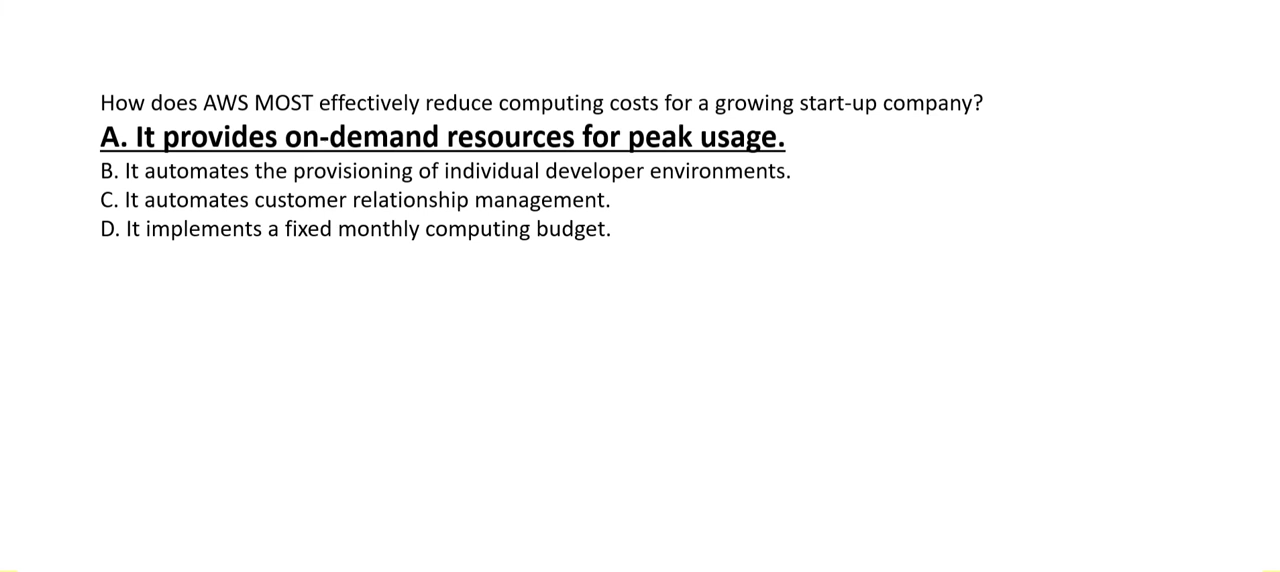 How does AWS MOST effectively reduce computing costs for a growing start-up company?
A. It provides on-demand resources for peak usage.
B. It automates the provisioning of individual developer environments.
C. It automates customer relationship management.
D. It implements a fixed monthly computing budget.